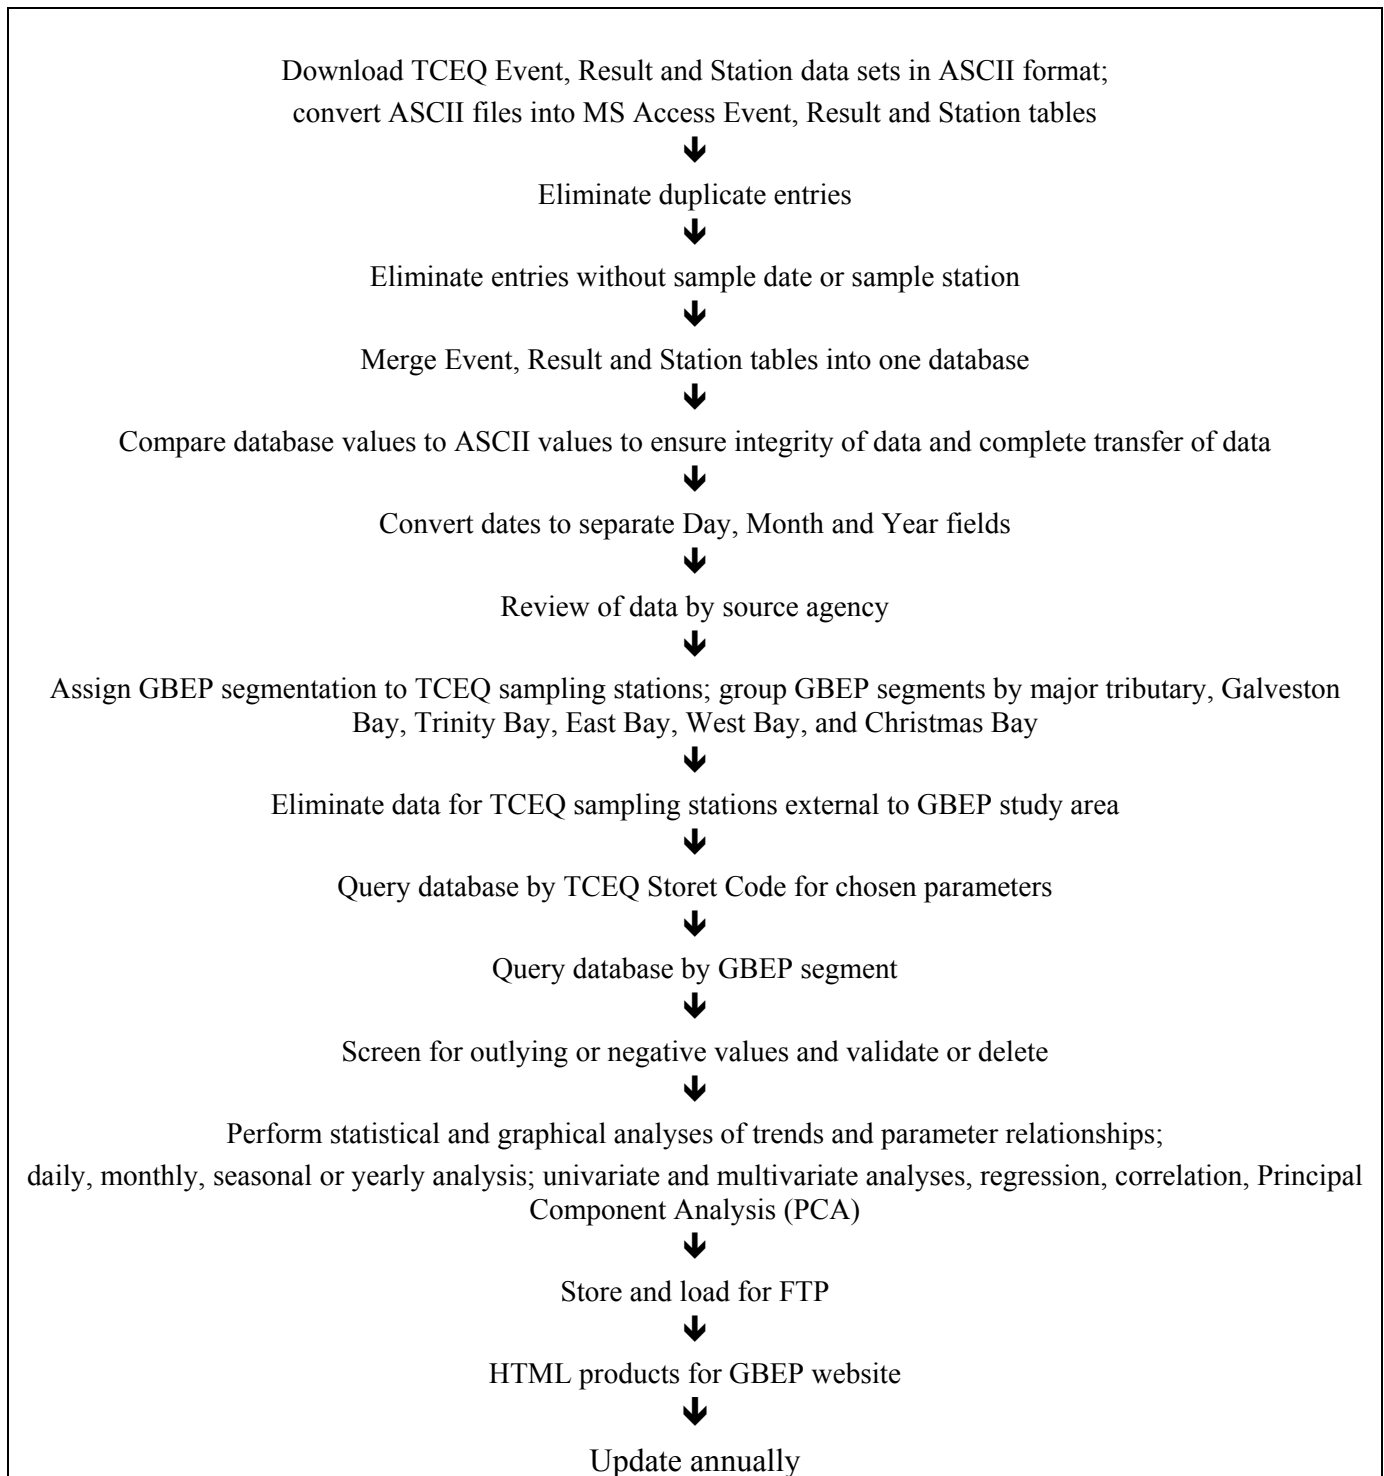 Download TCEQ Event, Result and Station data sets in ASCII format;
convert ASCII files into MS Access Event, Result and Station tables
Eliminate duplicate entries
Eliminate entries without sample date or sample station
Merge Event, Result and Station tables into one database
Compare database values to ASCII values to ensure integrity of data and complete transfer of data
Convert dates to separate Day, Month and Year fields
Review of data by source agency
Assign GBEP segmentation to TCEQ sampling stations; group GBEP segments by major tributary, Galveston
Bay, Trinity Bay, East Bay, West Bay, and Christmas Bay
Eliminate data for TCEQ sampling stations external to GBEP study area
Query database by TCEQ Storet Code for chosen parameters
Query database by GBEP segment
Screen for outlying or negative values and validate or delete
Perform statistical and graphical analyses of trends and parameter relationships;
daily, monthly, seasonal or yearly analysis; univariate and multivariate analyses, regression, correlation, Principal
Component Analysis (PCA)
Store and load for FTP
HTML products for GBEP website
Update annually